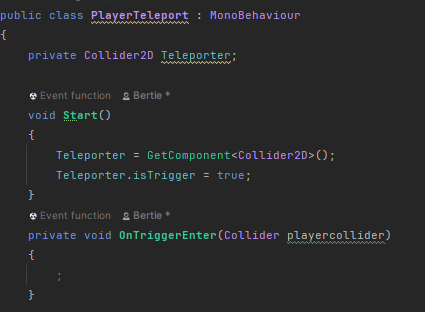 public class PlayerTeleport : MonoBehaviour
{
    private Collider2D Teleporter;
    Event function   Bertie *
    void Start()
    {
        Teleporter = GetComponent<Collider2D>();
        Teleporter.isTrigger = true;
    }
    Event function   Bertie *
    private void OnTriggerEnter(Collider playercollider)
    {
        ;
    }